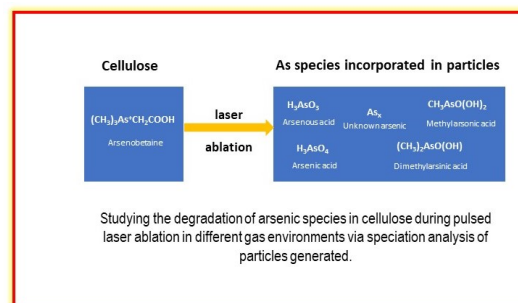 Cellulose
As species incorporated in particles
(CH₃)₃As⁺CH₂COOH
Arsenobetaine
laser
ablation
H₃AsO₃
Arsenous acid
Asₓ
Unknown arsenic
CH₃AsO(OH)₂
Methylarsonic acid
H₃AsO₄
Arsenic acid
(CH₃)₂AsO(OH)
Dimethylarsinic acid
Studying the degradation of arsenic species in cellulose during pulsed
laser ablation in different gas environments via speciation analysis of
particles generated.